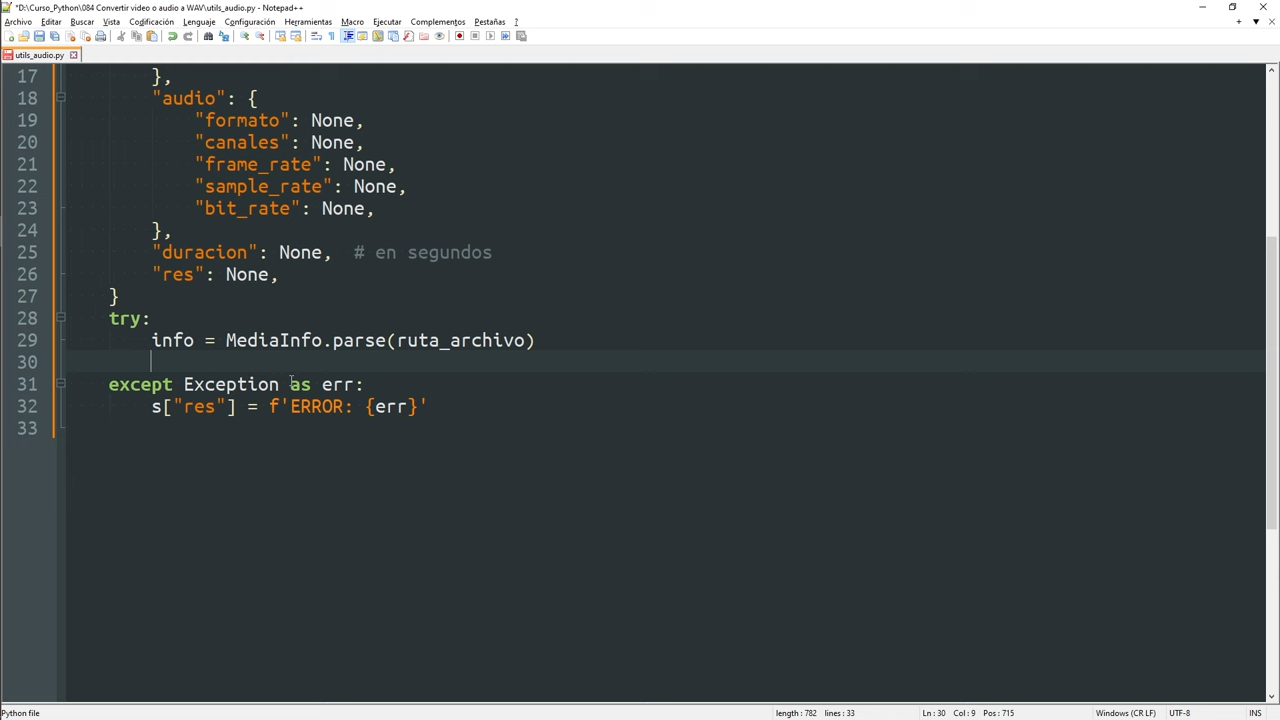 *D:\Curso_Python\084 Convertir video o audio a WAV\utils_audio.py - Notepad++
Archivo Editar Buscar Vista Codificación Lenguaje Configuración Herramientas Macro Ejecutar Complementos Pestañas ?
utils_audio.py
17 },
18 "audio": {
19 "formato": None,
20 "canales": None,
21 "frame_rate": None,
22 "sample_rate": None,
23 "bit_rate": None,
24 },
25 "duracion": None, # en segundos
26 "res": None,
27 }
28 try:
29 info = MediaInfo.parse(ruta_archivo)
30
31 except Exception as err:
32 s["res"] = f'ERROR: {err}'
33
Python file length : 782 lines : 33 Ln : 30 Col : 9 Pos : 715 Windows (CR LF) UTF-8 INS